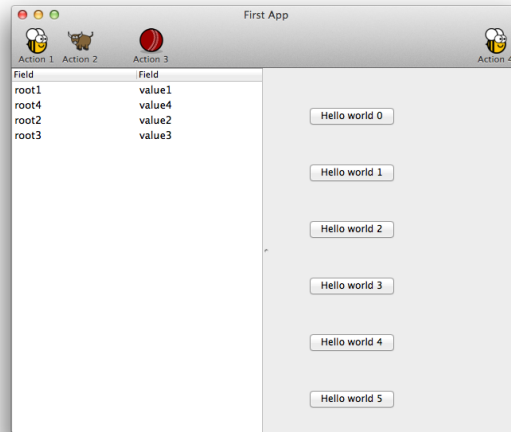 First App
Action 1 Action 2 Action 3 Action 4
Field Field
root1 value1
root4 value4
root2 value2
root3 value3
Hello world 0
Hello world 1
Hello world 2
Hello world 3
Hello world 4
Hello world 5